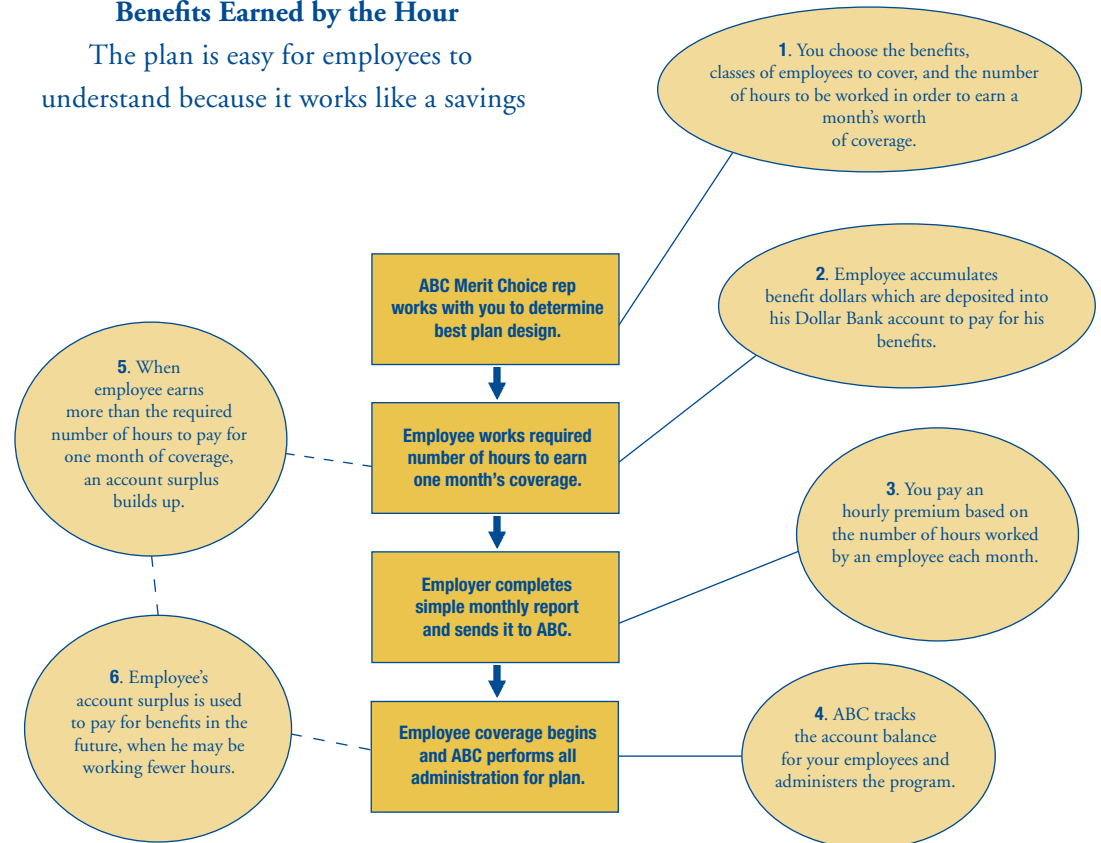 Benefits Earned by the Hour
The plan is easy for employees to
understand because it works like a savings
1. You choose the benefits,
classes of employees to cover, and the number
of hours to be worked in order to earn a
month's worth
of coverage.
ABC Merit Choice rep
works with you to determine
best plan design.
2. Employee accumulates
benefit dollars which are deposited into
his Dollar Bank account to pay for his
benefits.
Employee works required
number of hours to earn
one month's coverage.
3. You pay an
hourly premium based on
the number of hours worked
by an employee each month.
Employer completes
simple monthly report
and sends it to ABC.
4. ABC tracks
the account balance
for your employees and
administers the program.
Employee coverage begins
and ABC performs all
administration for plan.
5. When
employee earns
more than the required
number of hours to pay for
one month of coverage,
an account surplus
builds up.
6. Employee's
account surplus is used
to pay for benefits in the
future, when he may be
working fewer hours.